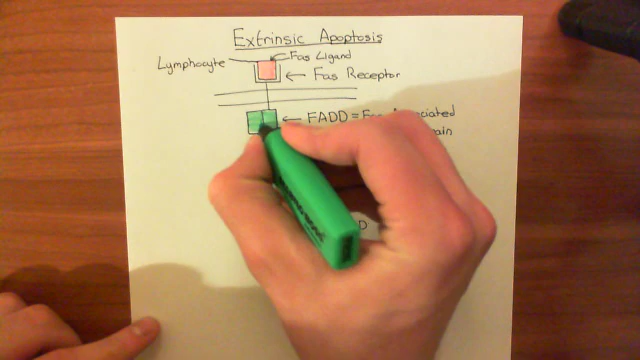 Extrinsic Apoptosis
Lymphocyte
Fas Ligand
Fas Receptor
FADD = Fas Associated